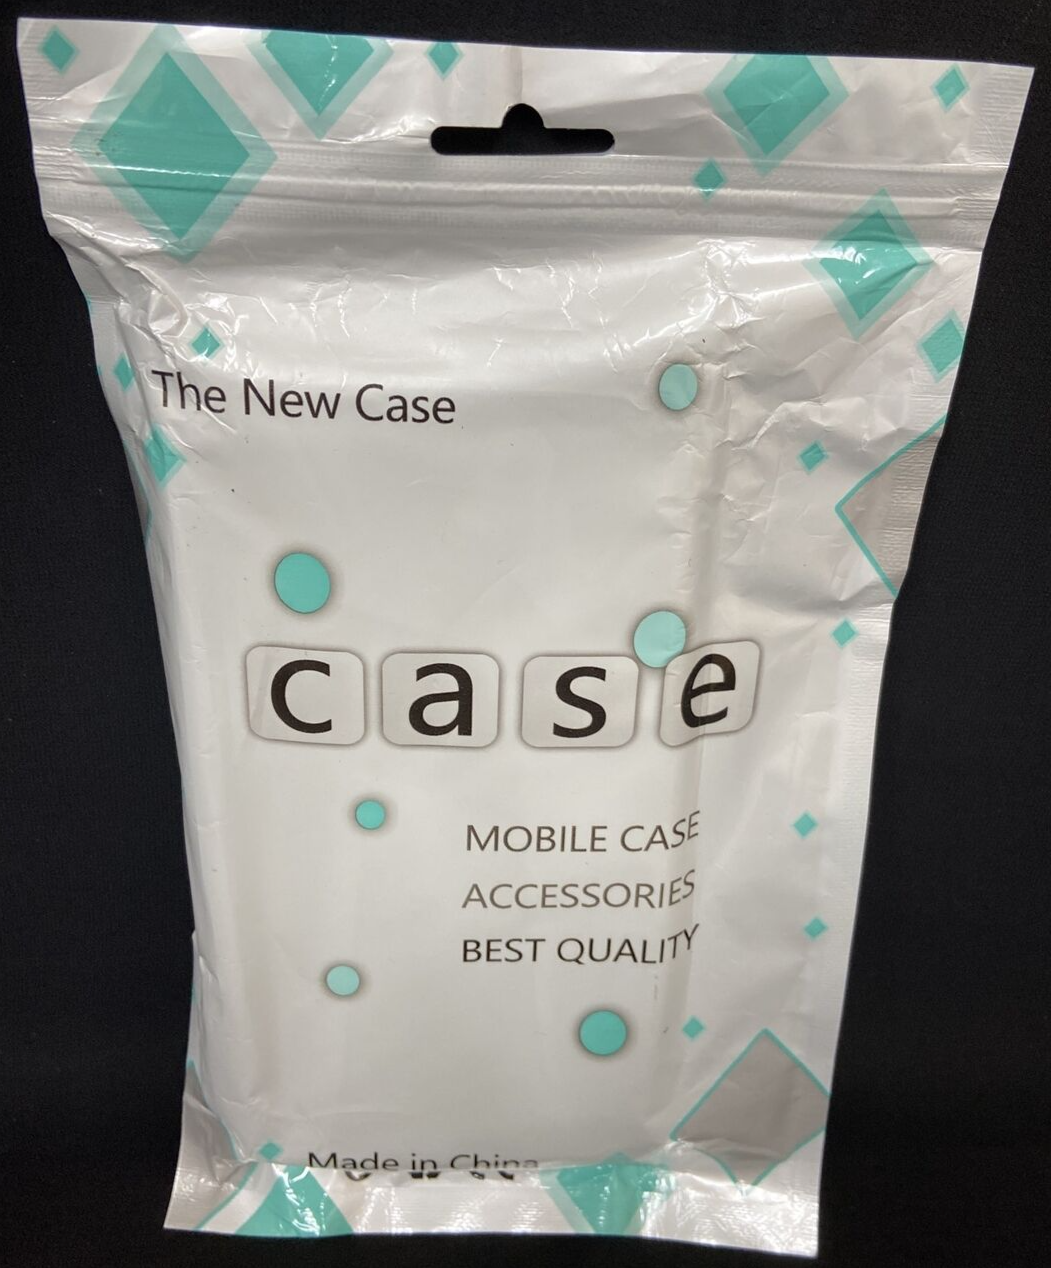 The New Case
case
MOBILE CASE
ACCESSORIES
BEST QUALITY
Made in China